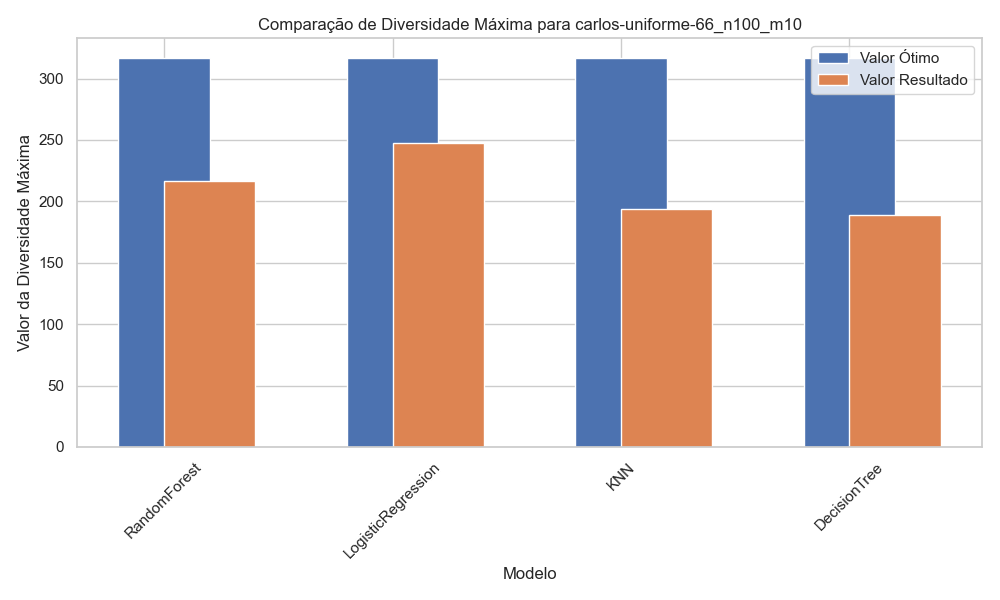 Comparação de Diversidade Máxima para carlos-uniforme-66_n100_m10
Valor Ótimo
Valor Resultado
Valor da Diversidade Máxima
300
250
200
150
100
50
0
RandomForest
LogisticRegression
KNN
DecisionTree
Modelo